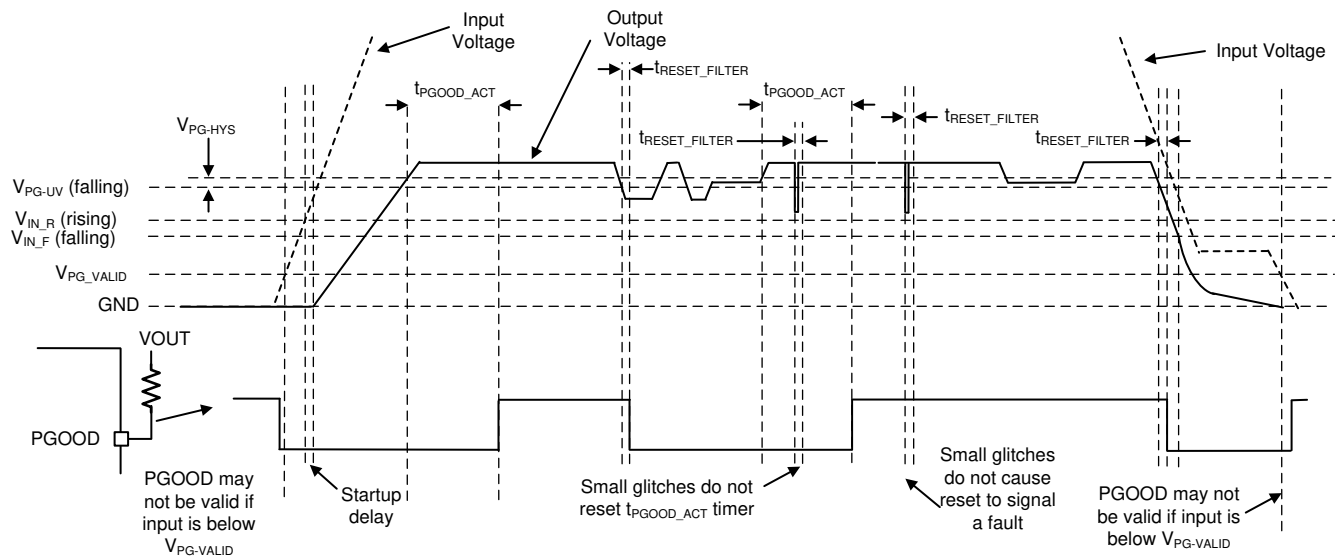 Input
Voltage
Output
Voltage
Input Voltage
tRESET_FILTER
tPGOOD_ACT
tPGOOD_ACT
tRESET_FILTER
tRESET_FILTER
tRESET_FILTER
VPG-HYS
VPG-UV (falling)
VIN_R (rising)
VIN_F (falling)
VPG_VALID
GND
VOUT
PGOOD
PGOOD may
not be valid if
input is below
VPG-VALID
Startup
delay
Small glitches do not
reset tPGOOD_ACT timer
Small glitches
do not cause
reset to signal
a fault
PGOOD may not
be valid if input is
below VPG-VALID